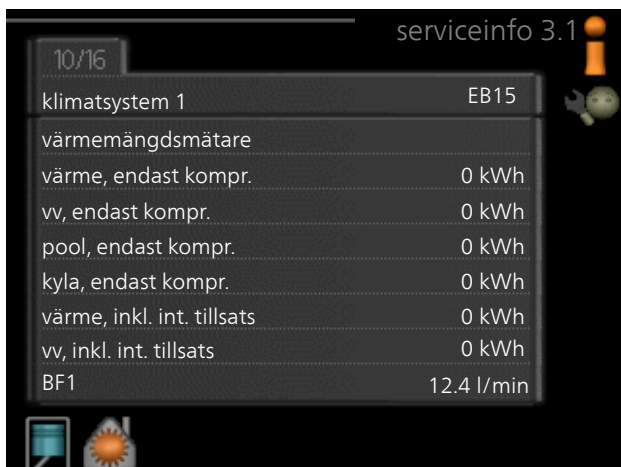 serviceinfo 3.1
10/16
klimatsystem 1 EB15
värmemängdsmätare
värme, endast kompr. 0 kWh
vv, endast kompr. 0 kWh
pool, endast kompr. 0 kWh
kyla, endast kompr. 0 kWh
värme, inkl. int. tillsats 0 kWh
vv, inkl. int. tillsats 0 kWh
BF1 12.4 l/min